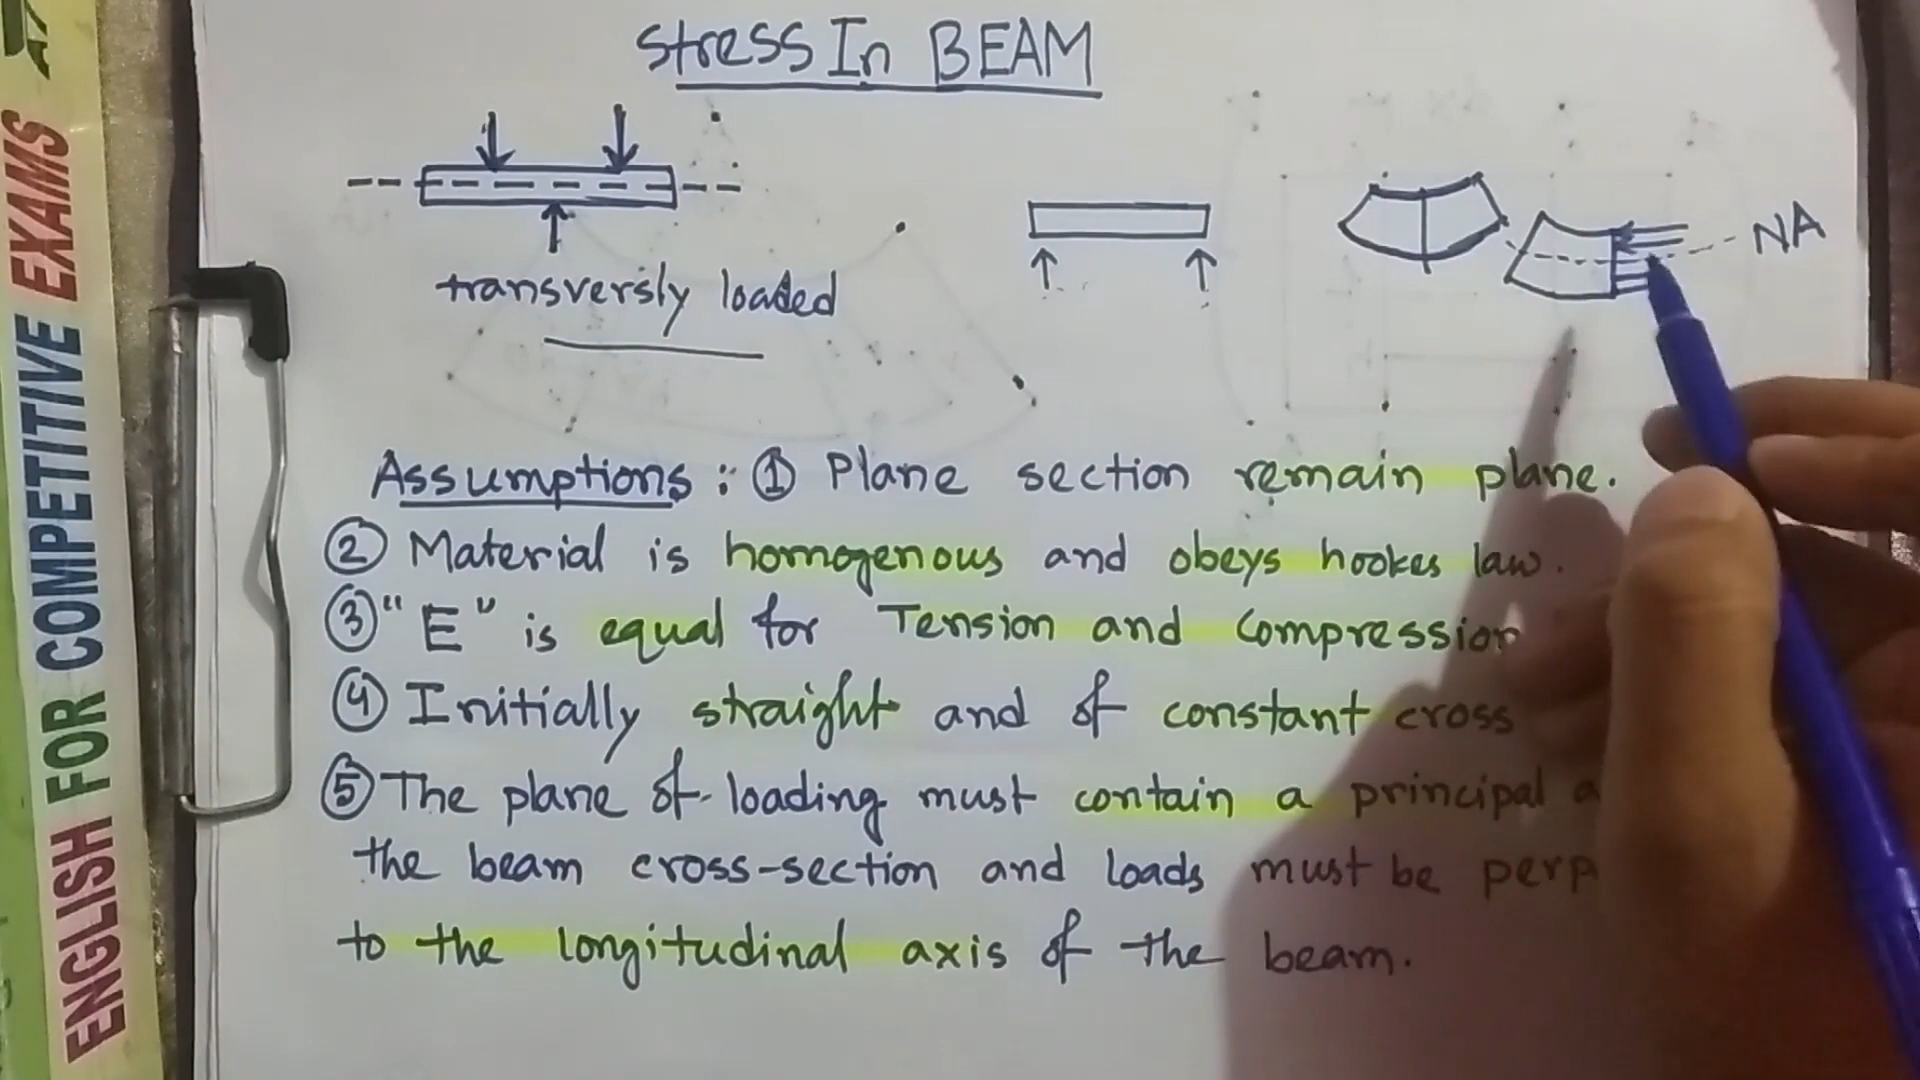 Stress In BEAM
transversly loaded
NA
Assumptions : ① Plane section remain plane.
② Material is homogenous and obeys hookes law.
③ "E" is equal for Tension and compression
④ Initially straight and of constant cross
⑤ The plane of loading must contain a principal a
the beam cross-section and loads must be perp
to the longitudinal axis of the beam.
ENGLISH FOR COMPETITIVE EXAMS